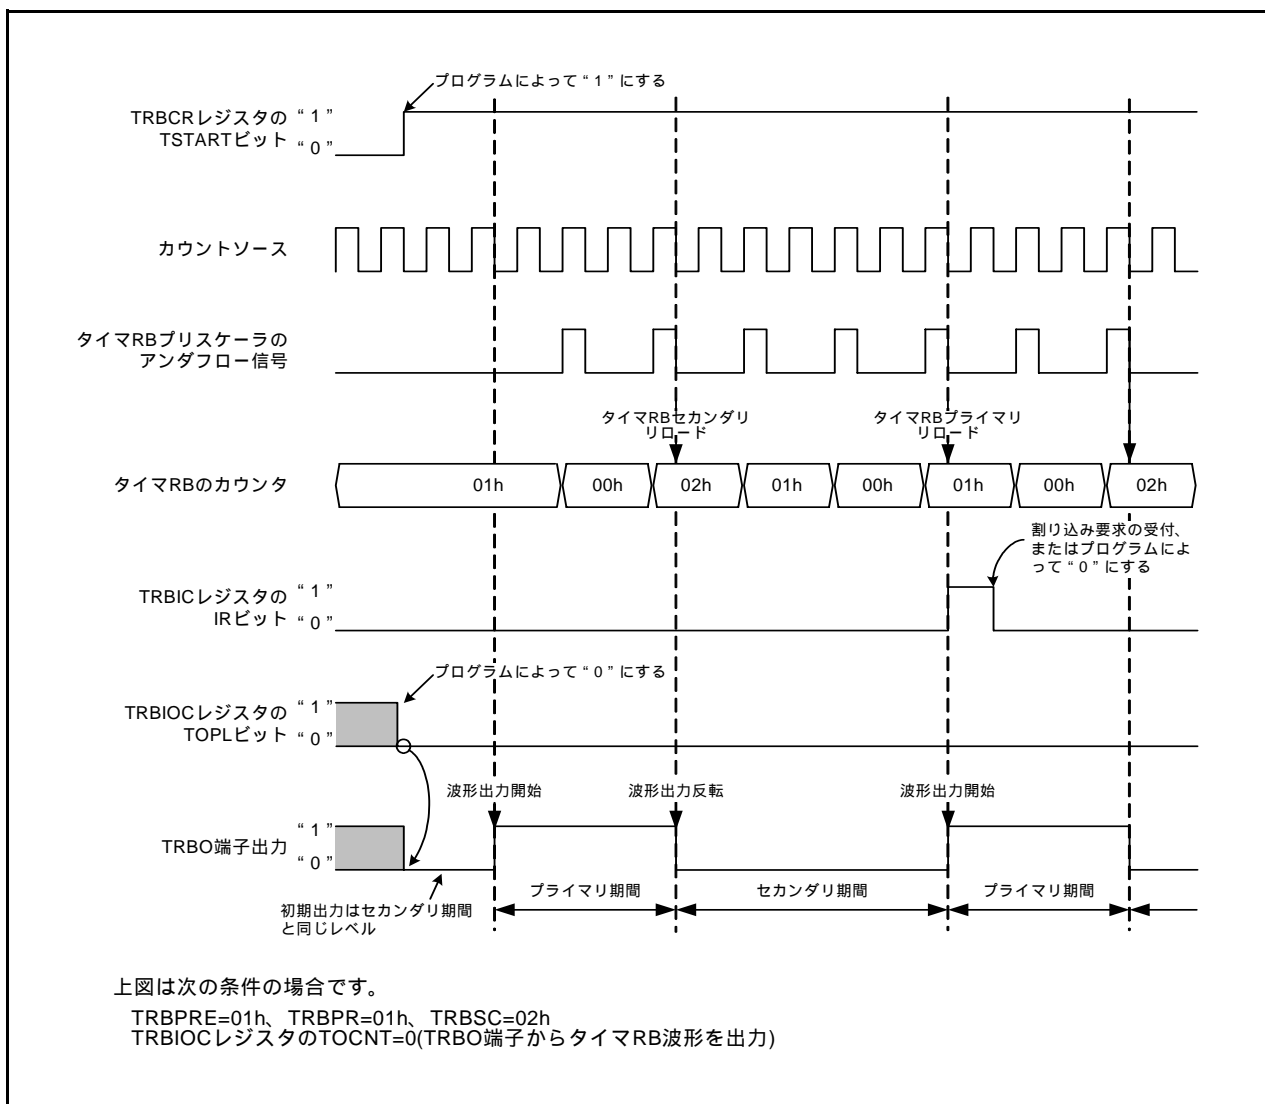 プログラムによって“1”にする
TRBCRレジスタの
TSTARTビット
“1”
“0”
カウントソース
タイマRBプリスケーラの
アンダフロー信号
タイマRBセカンダリ
リロード
タイマRBプライマリ
リロード
タイマRBのカウンタ
01h
00h
02h
01h
00h
01h
00h
02h
割り込み要求の受付、
またはプログラムによ
って“0”にする
TRBICレジスタの
IRビット
“1”
“0”
プログラムによって“0”にする
TRBIOCレジスタの
TOPLビット
“1”
“0”
波形出力開始
波形出力反転
波形出力開始
TRBO端子出力
“1”
“0”
プライマリ期間
セカンダリ期間
プライマリ期間
初期出力はセカンダリ期間
と同じレベル
上図は次の条件の場合です。
TRBPRE=01h、TRBPR=01h、TRBSC=02h
TRBIOCレジスタのTOCNT=0(TRBO端子からタイマRB波形を出力)